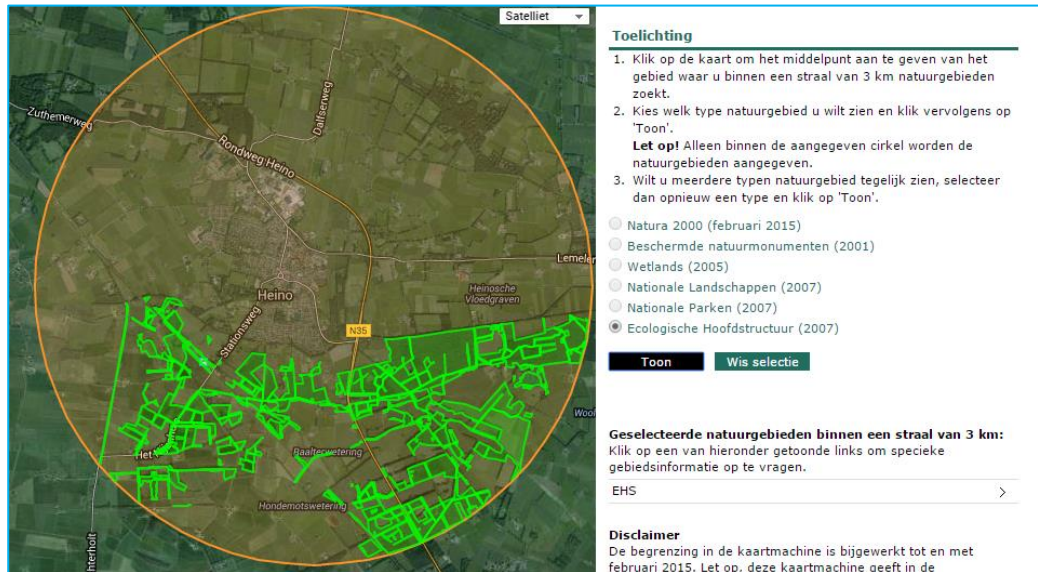 Satelliet
Zuthemerweg
Dalfserweg
Rondweg Heino
Lemeler
Heinosche
Vloedgraven
Heino
Stationsweg
N35
Raalterwetering
Hondemotswetering
Toelichting
1. Klik op de kaart om het middelpunt aan te geven van het
gebied waar u binnen een straal van 3 km natuurgebieden
zoekt.
2. Kies welk type natuurgebied u wilt zien en klik vervolgens op
'Toon'.
Let op! Alleen binnen de aangegeven cirkel worden de
natuurgebieden aangegeven.
3. Wilt u meerdere typen natuurgebied tegelijk zien, selecteer
dan opnieuw een type en klik op 'Toon'.
Natura 2000 (februari 2015)
Beschermde natuurmonumenten (2001)
Wetlands (2005)
Nationale Landschappen (2007)
Nationale Parken (2007)
Ecologische Hoofdstructuur (2007)
Toon Wis selectie
Geselecteerde natuurgebieden binnen een straal van 3 km:
Klik op een van hieronder getoonde links om specieke
gebiedsinformatie op te vragen.
EHS
Disclaimer
De begrenzing in de kaartmachine is bijgewerkt tot en met
februari 2015. Let op, deze kaartmachine geeft in de